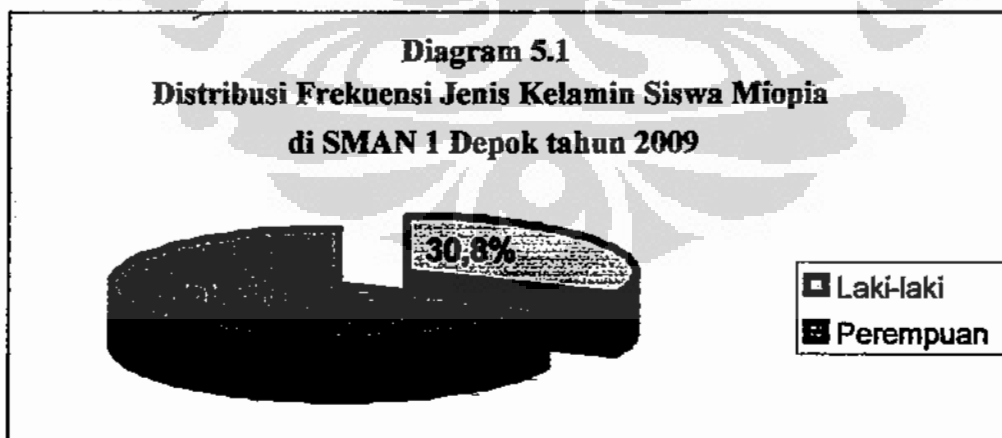 Diagram 5.1
Distribusi Frekuensi Jenis Kelamin Siswa Miopia
di SMAN 1 Depok tahun 2009
30,8%
Laki-laki
Perempuan